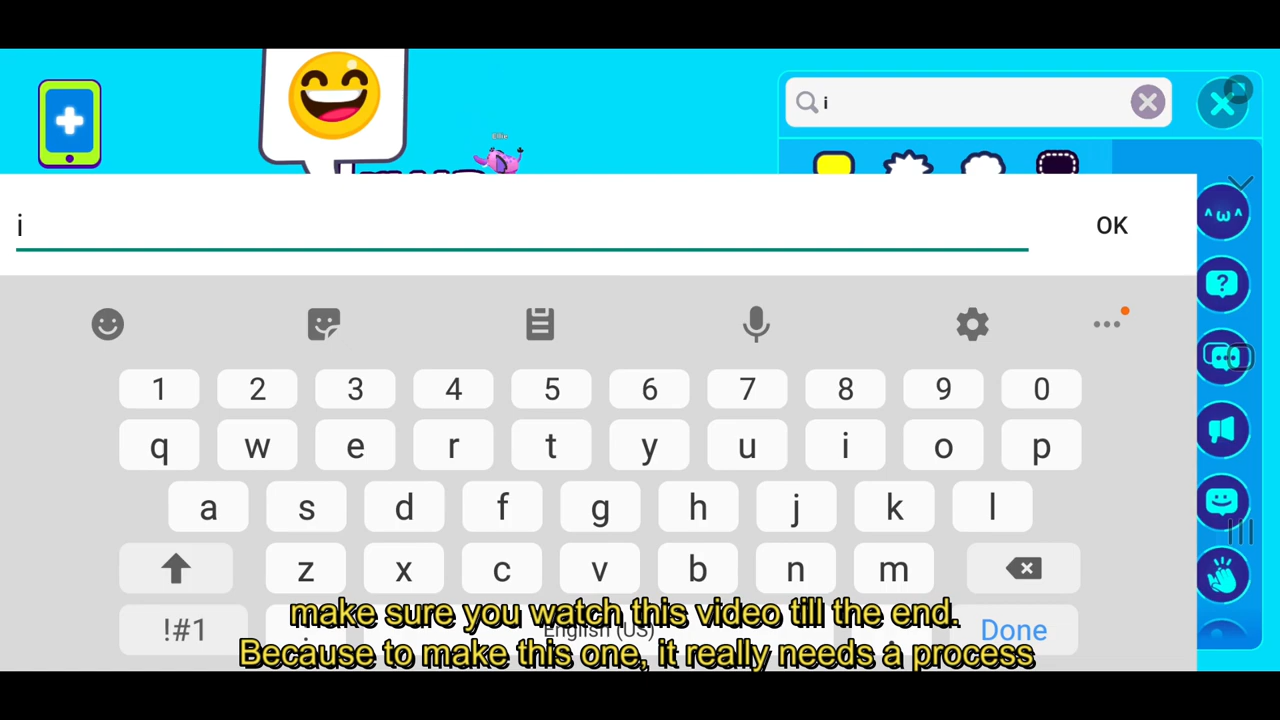 i
Ellie
i
OK
1 2 3 4 5 6 7 8 9 0
q w e r t y u i o p
a s d f g h j k l
z x c v b n m
!#1 , English (US) . Done
make sure you watch this video till the end.
Because to make this one, it really needs a process